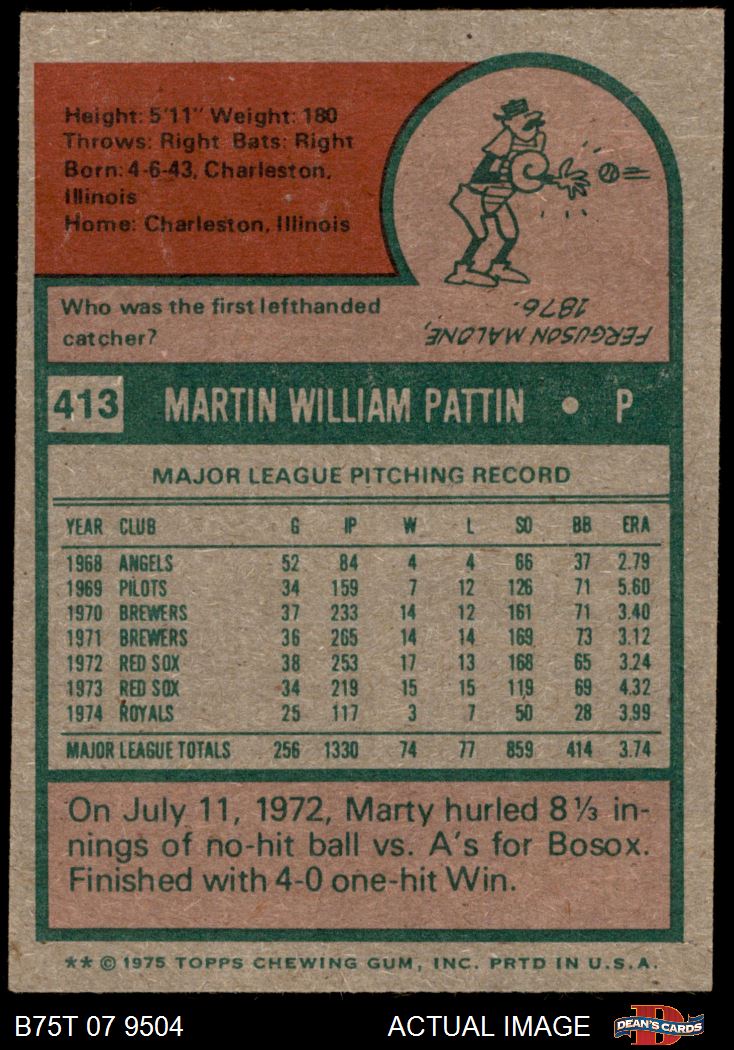 Height: 5'11" Weight: 180
Throws: Right Bats: Right
Born: 4-6-43, Charleston,
Illinois
Home: Charleston, Illinois
Who was the first lefthanded
catcher?
FERGUSON MALONE,
1876.
413 MARTIN WILLIAM PATTIN • P
MAJOR LEAGUE PITCHING RECORD
YEAR CLUB G IP W L SO BB ERA
1968 ANGELS 52 84 4 4 66 37 2.79
1969 PILOTS 34 159 7 12 126 71 5.60
1970 BREWERS 37 233 14 12 161 71 3.40
1971 BREWERS 36 265 14 14 169 73 3.12
1972 RED SOX 38 253 17 13 168 65 3.24
1973 RED SOX 34 219 15 15 119 69 4.32
1974 ROYALS 25 117 3 7 50 28 3.99
MAJOR LEAGUE TOTALS 256 1330 74 77 859 414 3.74
On July 11, 1972, Marty hurled 8⅓ in-
nings of no-hit ball vs. A's for Bosox.
Finished with 4-0 one-hit Win.
** © 1975 TOPPS CHEWING GUM, INC. PRTD IN U.S.A.
B75T 07 9504 ACTUAL IMAGE D DEAN'S CARDS